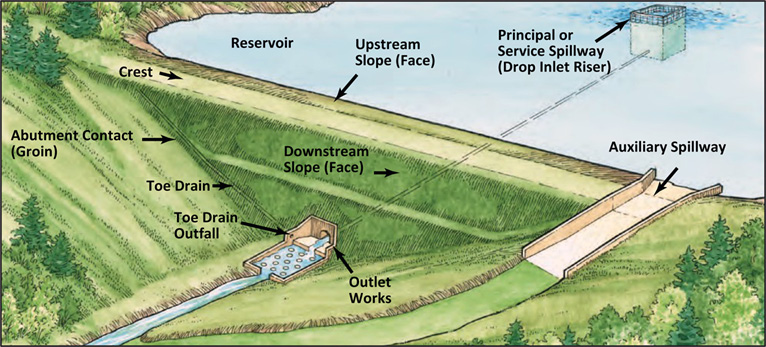 Reservoir
Upstream
Slope (Face)
Principal or
Service Spillway
(Drop Inlet Riser)
Crest
Abutment Contact
(Groin)
Downstream
Slope (Face)
Auxiliary Spillway
Toe Drain
Toe Drain
Outfall
Outlet
Works